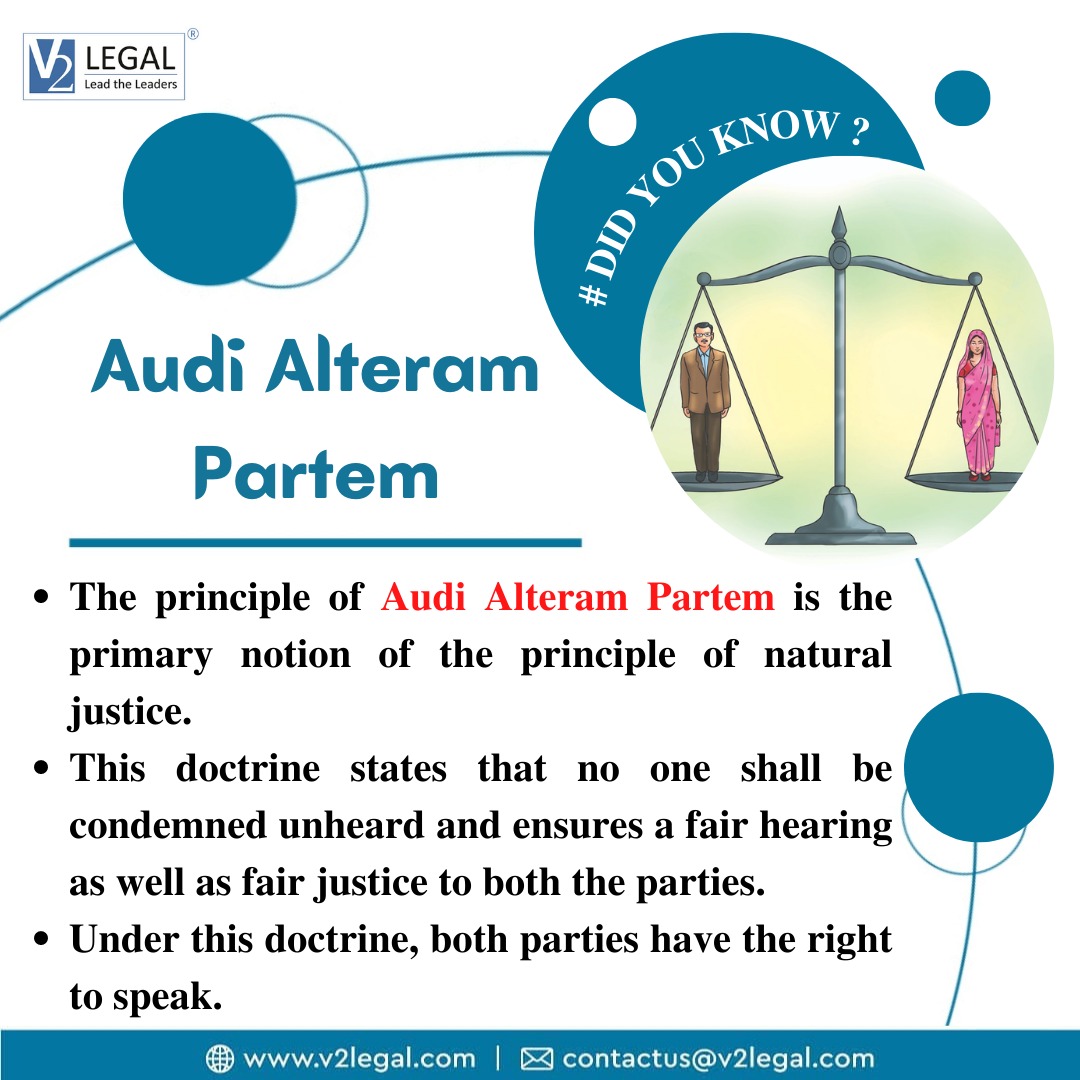 V2 LEGAL ®
Lead the Leaders
# DID YOU KNOW ?
Audi Alteram
Partem
• The principle of Audi Alteram Partem is the
primary notion of the principle of natural
justice.
• This doctrine states that no one shall be
condemned unheard and ensures a fair hearing
as well as fair justice to both the parties.
• Under this doctrine, both parties have the right
to speak.
www.v2legal.com | contactus@v2legal.com